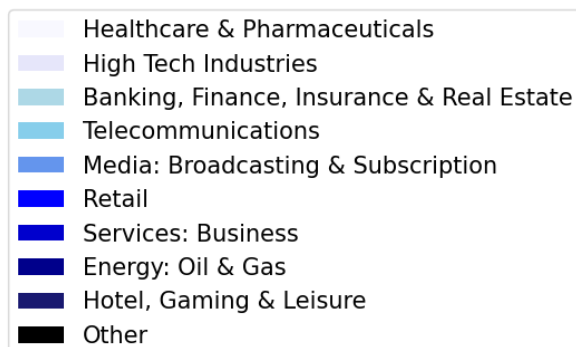 Healthcare & Pharmaceuticals
High Tech Industries
Banking, Finance, Insurance & Real Estate
Telecommunications
Media: Broadcasting & Subscription
Retail
Services: Business
Energy: Oil & Gas
Hotel, Gaming & Leisure
Other